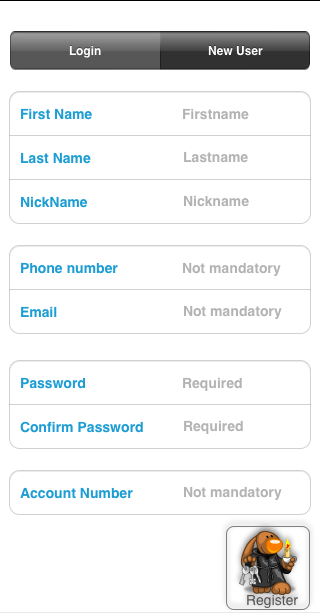 Login New User
First Name Firstname
Last Name Lastname
NickName Nickname
Phone number Not mandatory
Email Not mandatory
Password Required
Confirm Password Required
Account Number Not mandatory
Register